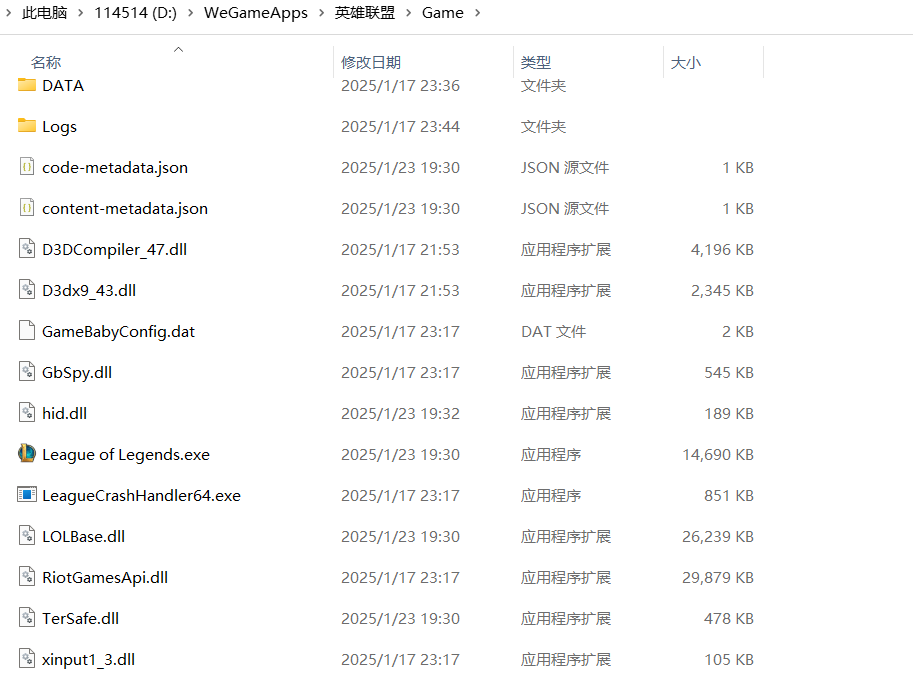 此电脑 > 114514 (D:) > WeGameApps > 英雄联盟 > Game >
名称 修改日期 类型 大小
DATA 2025/1/17 23:36 文件夹
Logs 2025/1/17 23:44 文件夹
code-metadata.json 2025/1/23 19:30 JSON 源文件 1 KB
content-metadata.json 2025/1/23 19:30 JSON 源文件 1 KB
D3DCompiler_47.dll 2025/1/17 21:53 应用程序扩展 4,196 KB
D3dx9_43.dll 2025/1/17 21:53 应用程序扩展 2,345 KB
GameBabyConfig.dat 2025/1/17 23:17 DAT 文件 2 KB
GbSpy.dll 2025/1/17 23:17 应用程序扩展 545 KB
hid.dll 2025/1/23 19:32 应用程序扩展 189 KB
League of Legends.exe 2025/1/23 19:30 应用程序 14,690 KB
LeagueCrashHandler64.exe 2025/1/17 23:17 应用程序 851 KB
LOLBase.dll 2025/1/23 19:30 应用程序扩展 26,239 KB
RiotGamesApi.dll 2025/1/17 23:17 应用程序扩展 29,879 KB
TerSafe.dll 2025/1/23 19:30 应用程序扩展 478 KB
xinput1_3.dll 2025/1/17 23:17 应用程序扩展 105 KB